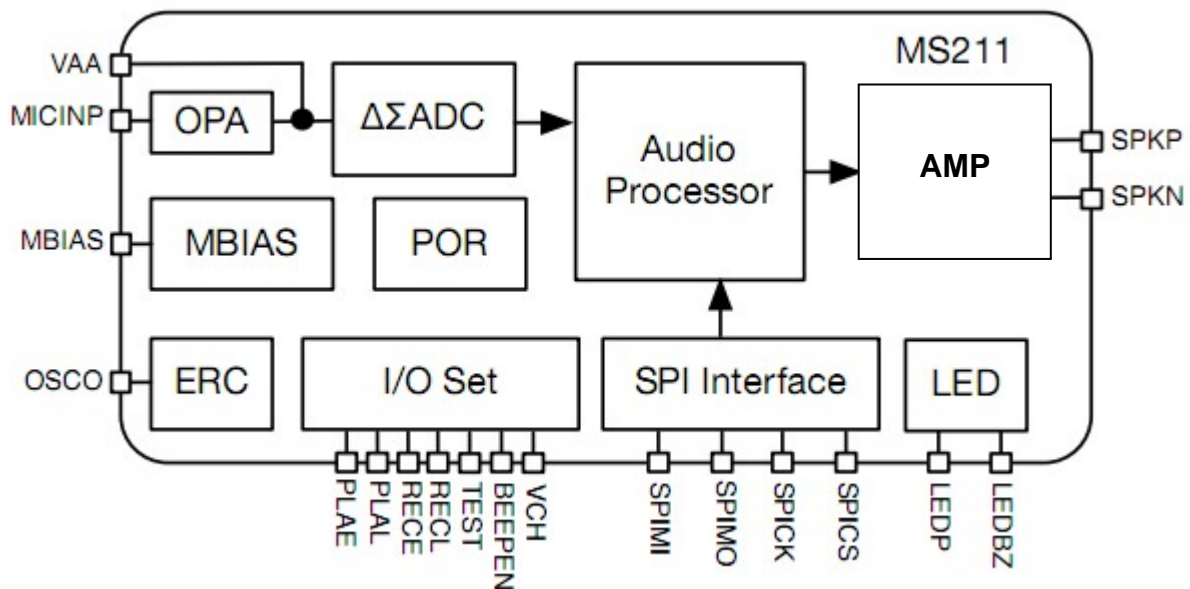 MS211
VAA
MICINP
OPA
ΔΣADC
Audio
Processor
AMP
SPKP
SPKN
MBIAS
MBIAS
POR
OSCO
ERC
I/O Set
SPI Interface
LED
PLAE
PLAL
RECE
RECL
TEST
BEEPEN
VCH
SPIMI
SPIMO
SPICK
SPICS
LEDP
LEDBZ